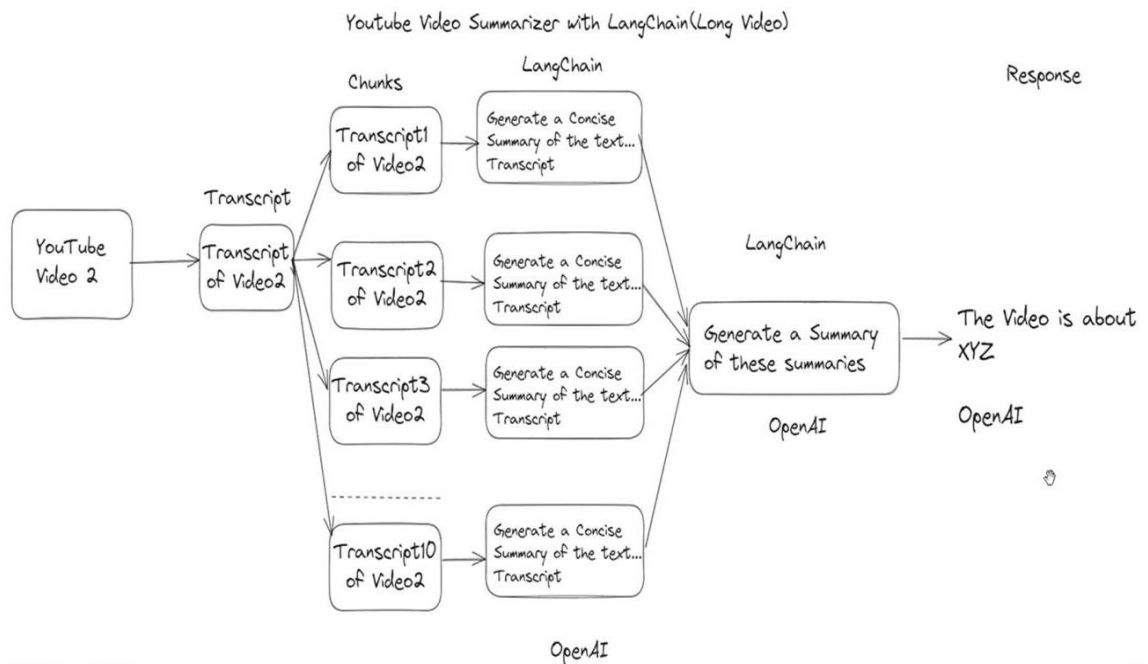 Youtube Video Summarizer with LangChain(Long Video)
LangChain
Chunks
Response
Transcript1
of Video2
Generate a Concise
Summary of the text...
Transcript
Transcript
YouTube
Video 2
Transcript
of Video2
Transcript2
of Video2
Generate a Concise
Summary of the text...
Transcript
LangChain
Generate a Summary
of these summaries
The Video is about
XYZ
Transcript3
of Video2
Generate a Concise
Summary of the text...
Transcript
OpenAI
OpenAI
Transcript10
of Video2
Generate a Concise
Summary of the text...
Transcript
OpenAI